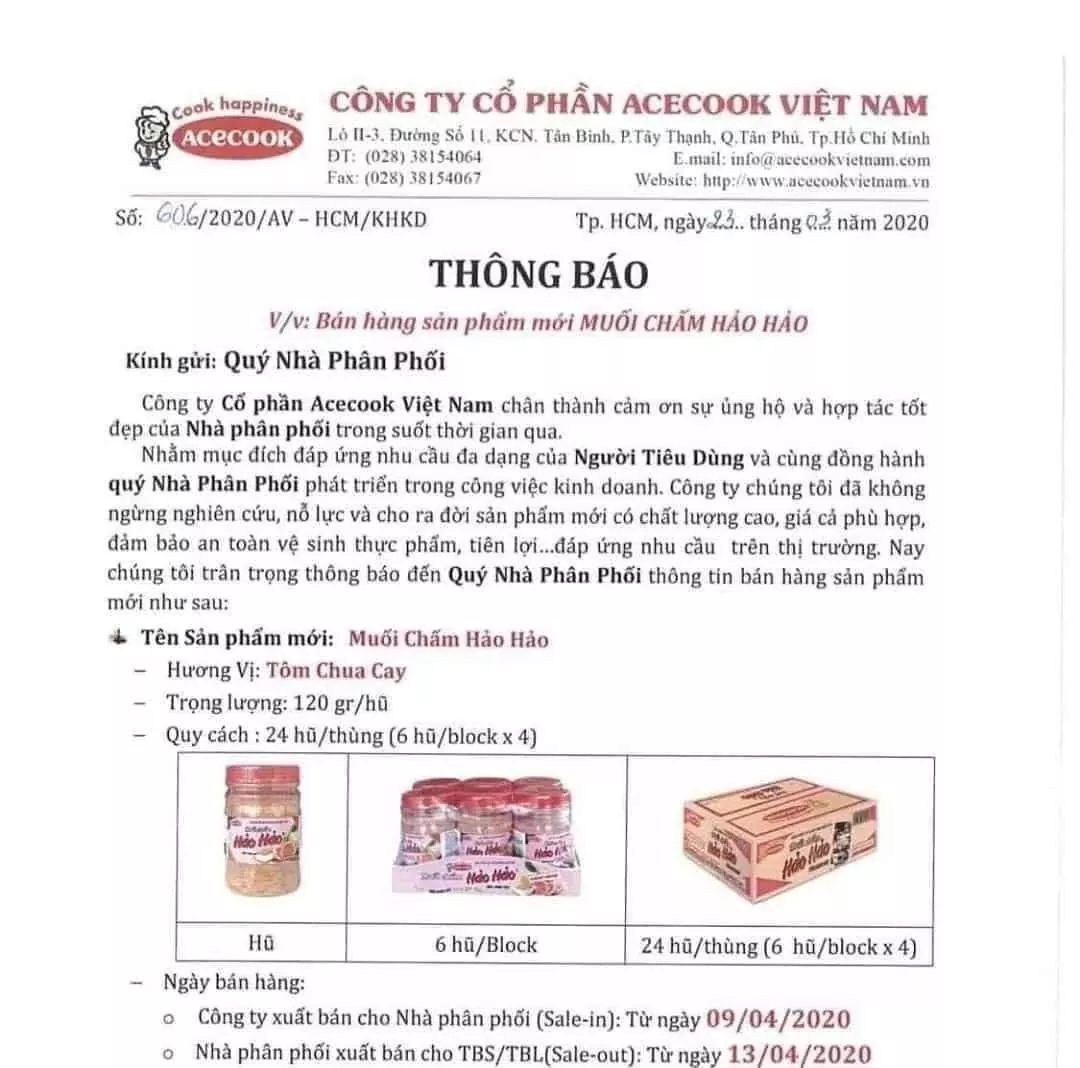 Cook happiness
ACECOOK
CÔNG TY CỔ PHẦN ACECOOK VIỆT NAM
Lô II-3, Đường Số 11, KCN. Tân Bình, P.Tây Thạnh, Q.Tân Phú, Tp.Hồ Chí Minh
ĐT: (028) 38154064 E.mail: info@acecookvietnam.com
Fax: (028) 38154067 Website: http://www.acecookvietnam.vn
Số: 606/2020/AV – HCM/KHKD Tp. HCM, ngày 23.. tháng 03 năm 2020
THÔNG BÁO
V/v: Bán hàng sản phẩm mới MUỐI CHẤM HẢO HẢO
Kính gửi: Quý Nhà Phân Phối
Công ty Cổ phần Acecook Việt Nam chân thành cảm ơn sự ủng hộ và hợp tác tốt
đẹp của Nhà phân phối trong suốt thời gian qua.
Nhằm mục đích đáp ứng nhu cầu đa dạng của Người Tiêu Dùng và cùng đồng hành
quý Nhà Phân Phối phát triển trong công việc kinh doanh. Công ty chúng tôi đã không
ngừng nghiên cứu, nỗ lực và cho ra đời sản phẩm mới có chất lượng cao, giá cả phù hợp,
đảm bảo an toàn vệ sinh thực phẩm, tiện lợi...đáp ứng nhu cầu trên thị trường. Nay
chúng tôi trân trọng thông báo đến Quý Nhà Phân Phối thông tin bán hàng sản phẩm
mới như sau:
Tên Sản phẩm mới: Muối Chấm Hảo Hảo
– Hương Vị: Tôm Chua Cay
– Trọng lượng: 120 gr/hũ
– Quy cách : 24 hũ/thùng (6 hũ/block x 4)
Hảo Hảo
Hảo Hảo
Hảo Hảo
Hảo Hảo
Hảo Hảo
Hảo Hảo
Hũ
6 hũ/Block
24 hũ/thùng (6 hũ/block x 4)
– Ngày bán hàng:
o Công ty xuất bán cho Nhà phân phối (Sale-in): Từ ngày 09/04/2020
o Nhà phân phối xuất bán cho TBS/TBL(Sale-out): Từ ngày 13/04/2020